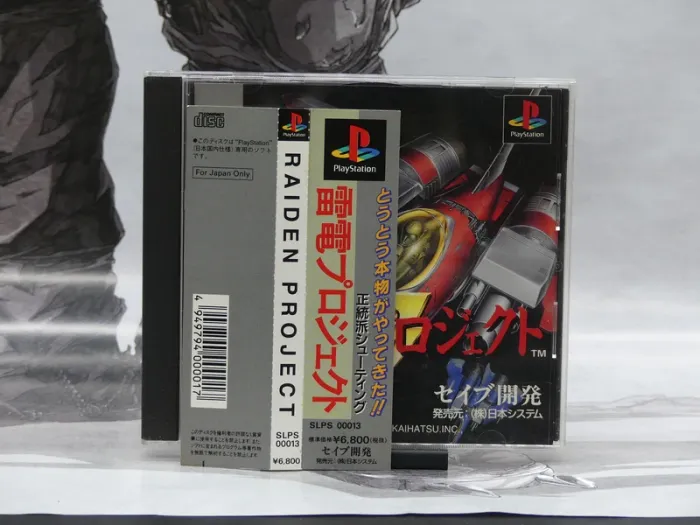 COMPACT
disc
●このディスクは"PlayStation"
(日本国内仕様)専用のソフト
です。
For Japan Only
4 949794 000017
PlayStation
RAIDEN PROJECT
SLPS
00013
¥6,800
PlayStation
とうとう本物がやってきた!!
雷電プロジェクト
正統派シューティング
SLPS 00013
標準価格¥6,800(税抜)
セイブ開発
発売元:(株)日本システム
PlayStation
ロジェクト
TM
セイブ開発
発売元:(株)日本システム
KAIHATSU.INC.